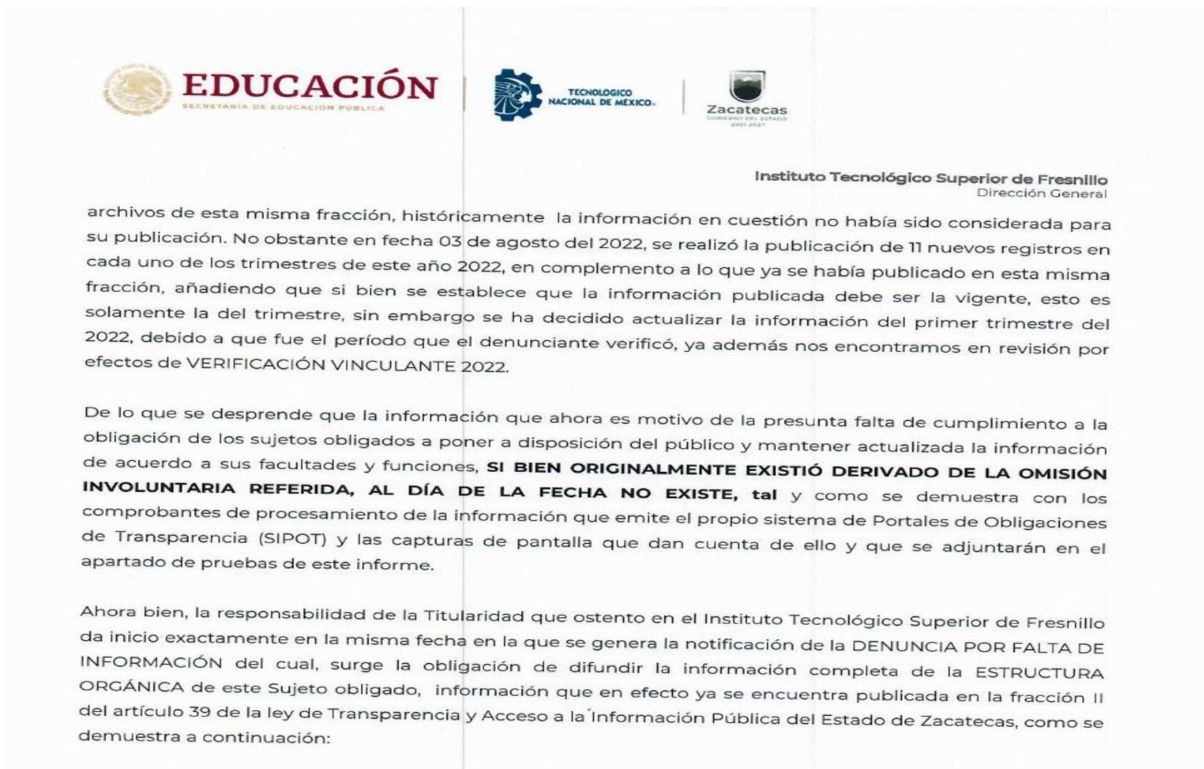 EDUCACIÓN
SECRETARÍA DE EDUCACIÓN PÚBLICA
TECNOLÓGICO
NACIONAL DE MÉXICO
Zacatecas
GOBIERNO DEL ESTADO
2021-2027
Instituto Tecnológico Superior de Fresnillo
Dirección General
archivos de esta misma fracción, históricamente la información en cuestión no había sido considerada para
su publicación. No obstante en fecha 03 de agosto del 2022, se realizó la publicación de 11 nuevos registros en
cada uno de los trimestres de este año 2022, en complemento a lo que ya se había publicado en esta misma
fracción, añadiendo que si bien se establece que la información publicada debe ser la vigente, esto es
solamente la del trimestre, sin embargo se ha decidido actualizar la información del primer trimestre del
2022, debido a que fue el período que el denunciante verificó, ya además nos encontramos en revisión por
efectos de VERIFICACIÓN VINCULANTE 2022.
De lo que se desprende que la información que ahora es motivo de la presunta falta de cumplimiento a la
obligación de los sujetos obligados a poner a disposición del público y mantener actualizada la información
de acuerdo a sus facultades y funciones, SI BIEN ORIGINALMENTE EXISTIÓ DERIVADO DE LA OMISIÓN
INVOLUNTARIA REFERIDA, AL DÍA DE LA FECHA NO EXISTE, tal y como se demuestra con los
comprobantes de procesamiento de la información que emite el propio sistema de Portales de Obligaciones
de Transparencia (SIPOT) y las capturas de pantalla que dan cuenta de ello y que se adjuntarán en el
apartado de pruebas de este informe.
Ahora bien, la responsabilidad de la Titularidad que ostento en el Instituto Tecnológico Superior de Fresnillo
da inicio exactamente en la misma fecha en la que se genera la notificación de la DENUNCIA POR FALTA DE
INFORMACIÓN del cual, surge la obligación de difundir la información completa de la ESTRUCTURA
ORGÁNICA de este Sujeto obligado, información que en efecto ya se encuentra publicada en la fracción II
del artículo 39 de la ley de Transparencia y Acceso a la Información Pública del Estado de Zacatecas, como se
demuestra a continuación: